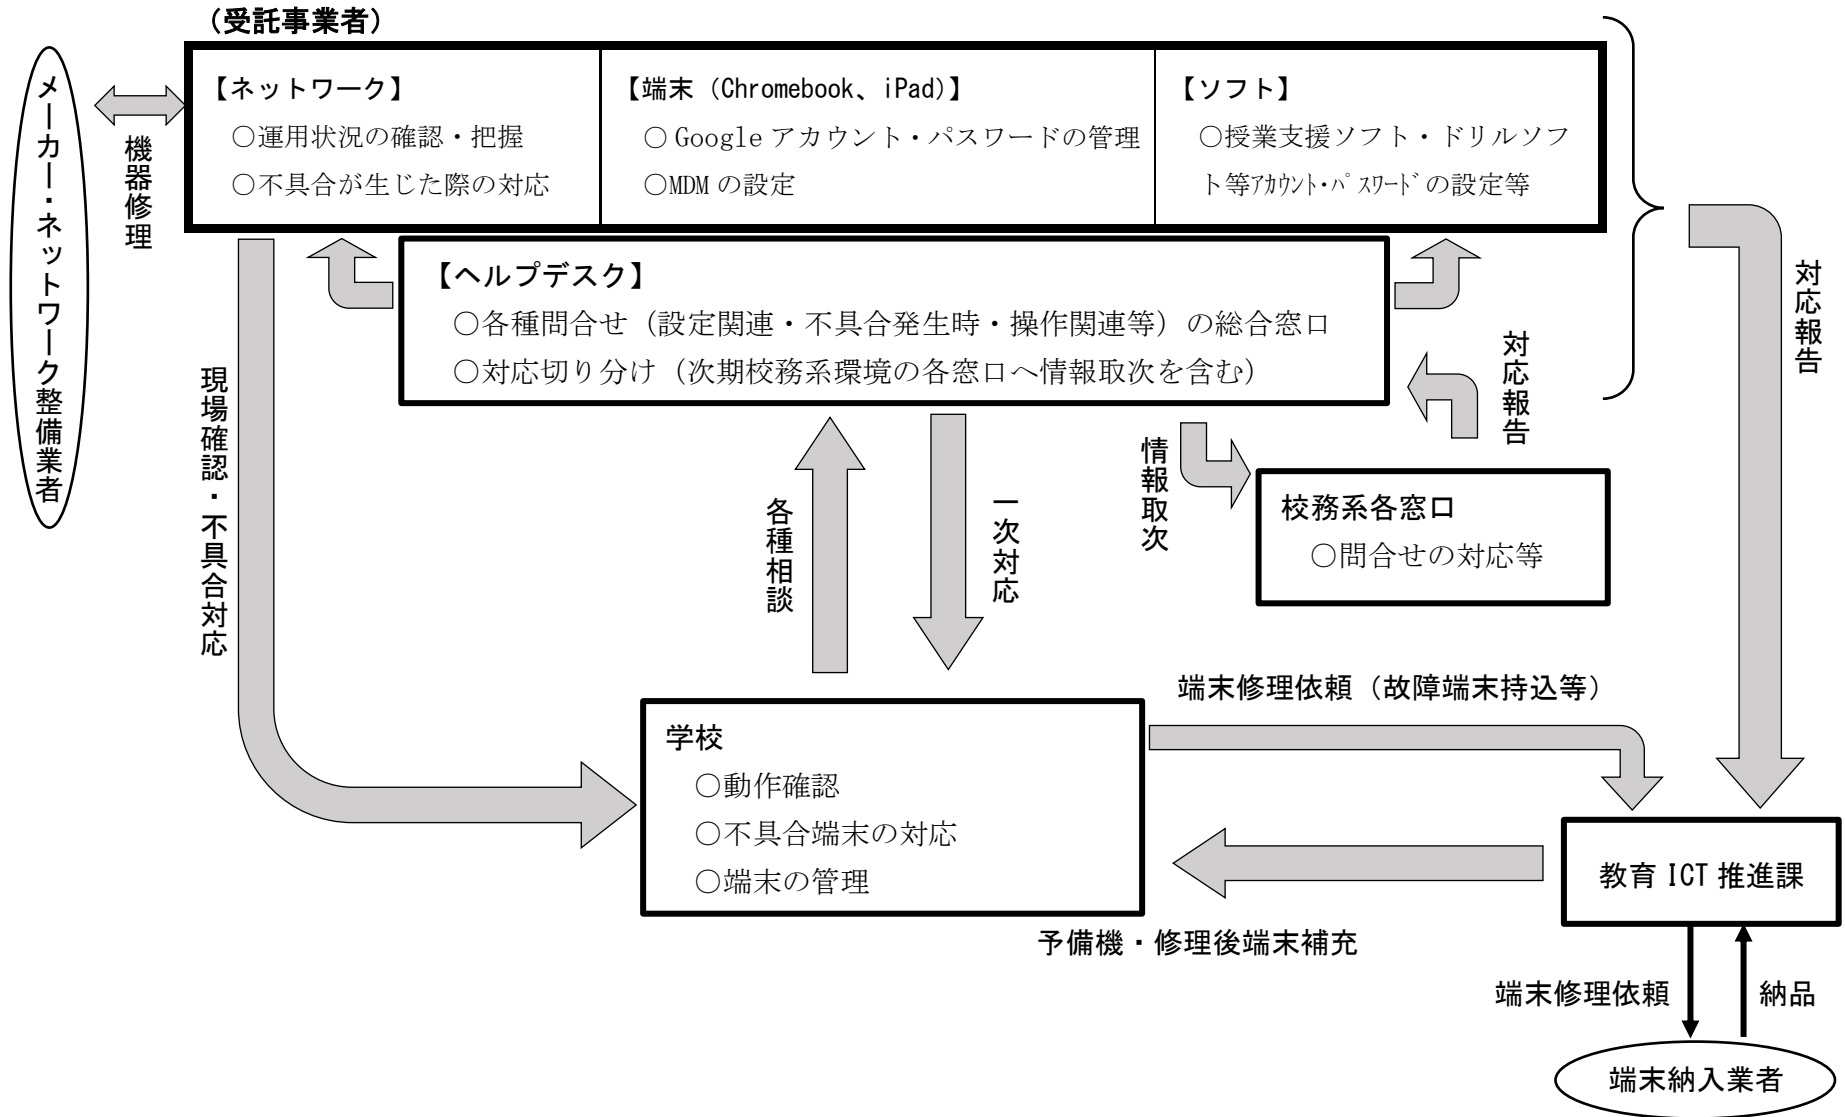 （受託事業者）
メーカー・ネットワーク整備業者
機器修理
【ネットワーク】
○運用状況の確認・把握
○不具合が生じた際の対応
【端末（Chromebook、iPad）】
○Google アカウント・パスワードの管理
○MDM の設定
【ソフト】
○授業支援ソフト・ドリルソフ
ト等ｱｶｳﾝﾄ・ﾊﾟｽﾜｰﾄﾞの設定等
【ヘルプデスク】
○各種問合せ（設定関連・不具合発生時・操作関連等）の総合窓口
○対応切り分け（次期校務系環境の各窓口へ情報取次を含む）
対応報告
現場確認・不具合対応
各種相談
一次対応
情報取次
対応報告
校務系各窓口
○問合せの対応等
端末修理依頼（故障端末持込等）
学校
○動作確認
○不具合端末の対応
○端末の管理
教育 ICT 推進課
予備機・修理後端末補充
端末修理依頼
納品
端末納入業者